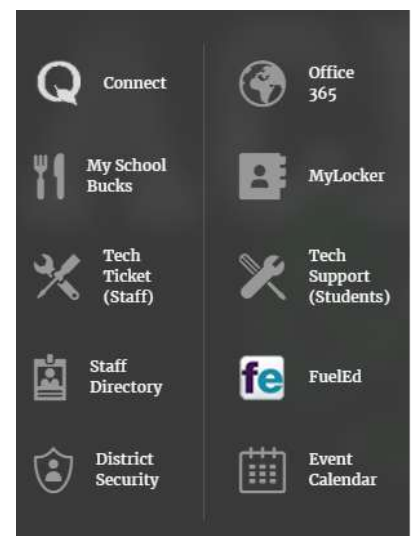 Q Connect
Office
365
My School
Bucks
MyLocker
Tech
Ticket
(Staff)
Tech
Support
(Students)
Staff
Directory
fe FuelEd
District
Security
Event
Calendar